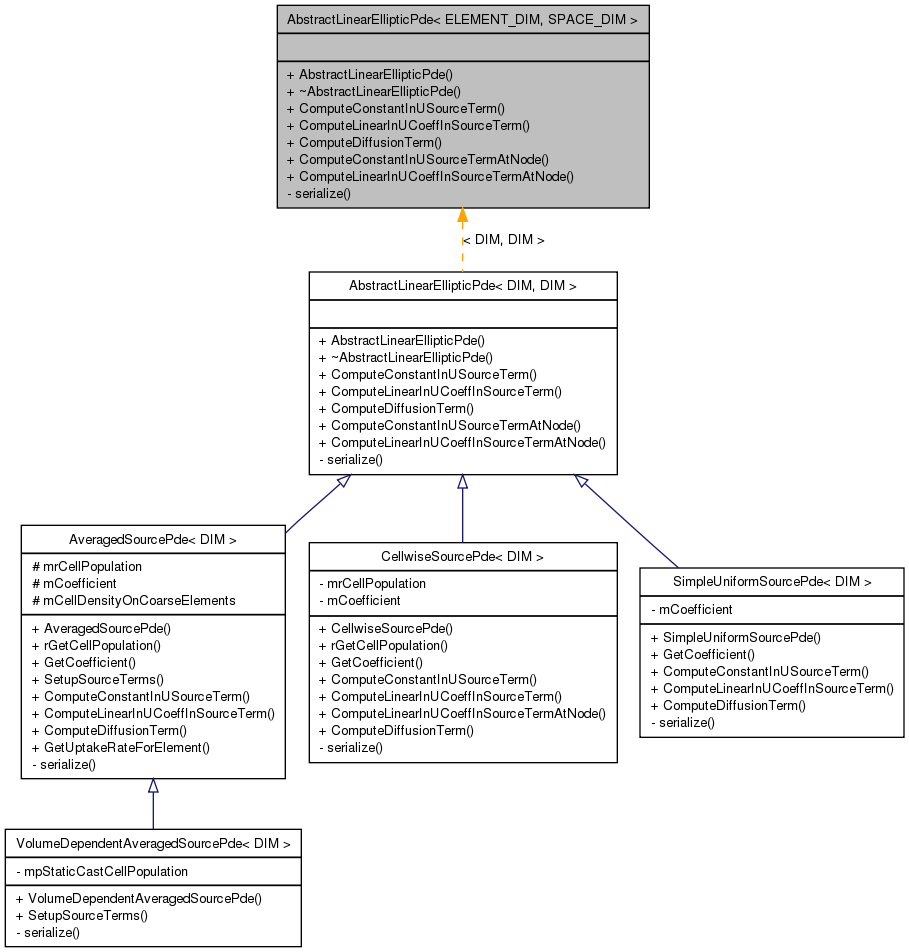 AbstractLinearEllipticPde< ELEMENT_DIM, SPACE_DIM >
+ AbstractLinearEllipticPde()
+ ~AbstractLinearEllipticPde()
+ ComputeConstantInUSourceTerm()
+ ComputeLinearInUCoeffInSourceTerm()
+ ComputeDiffusionTerm()
+ ComputeConstantInUSourceTermAtNode()
+ ComputeLinearInUCoeffInSourceTermAtNode()
- serialize()
< DIM, DIM >
AbstractLinearEllipticPde< DIM, DIM >
+ AbstractLinearEllipticPde()
+ ~AbstractLinearEllipticPde()
+ ComputeConstantInUSourceTerm()
+ ComputeLinearInUCoeffInSourceTerm()
+ ComputeDiffusionTerm()
+ ComputeConstantInUSourceTermAtNode()
+ ComputeLinearInUCoeffInSourceTermAtNode()
- serialize()
AveragedSourcePde< DIM >
# mrCellPopulation
# mCoefficient
# mCellDensityOnCoarseElements
+ AveragedSourcePde()
+ rGetCellPopulation()
+ GetCoefficient()
+ SetupSourceTerms()
+ ComputeConstantInUSourceTerm()
+ ComputeLinearInUCoeffInSourceTerm()
+ ComputeDiffusionTerm()
+ GetUptakeRateForElement()
- serialize()
CellwiseSourcePde< DIM >
- mrCellPopulation
- mCoefficient
+ CellwiseSourcePde()
+ rGetCellPopulation()
+ GetCoefficient()
+ ComputeConstantInUSourceTerm()
+ ComputeLinearInUCoeffInSourceTerm()
+ ComputeLinearInUCoeffInSourceTermAtNode()
+ ComputeDiffusionTerm()
- serialize()
SimpleUniformSourcePde< DIM >
- mCoefficient
+ SimpleUniformSourcePde()
+ GetCoefficient()
+ ComputeConstantInUSourceTerm()
+ ComputeLinearInUCoeffInSourceTerm()
+ ComputeDiffusionTerm()
- serialize()
VolumeDependentAveragedSourcePde< DIM >
- mpStaticCastCellPopulation
+ VolumeDependentAveragedSourcePde()
+ SetupSourceTerms()
- serialize()